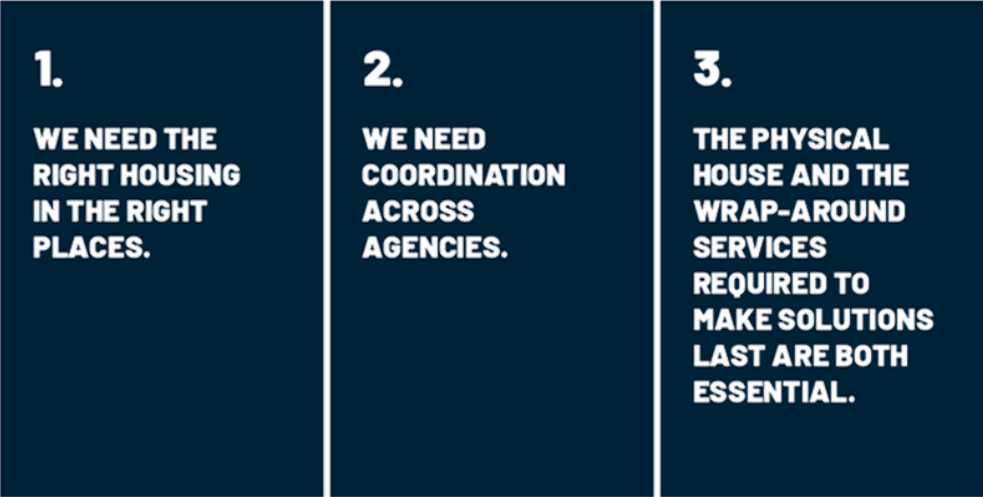 1.
WE NEED THE
RIGHT HOUSING
IN THE RIGHT
PLACES.
2.
WE NEED
COORDINATION
ACROSS
AGENCIES.
3.
THE PHYSICAL
HOUSE AND THE
WRAP-AROUND
SERVICES
REQUIRED TO
MAKE SOLUTIONS
LAST ARE BOTH
ESSENTIAL.